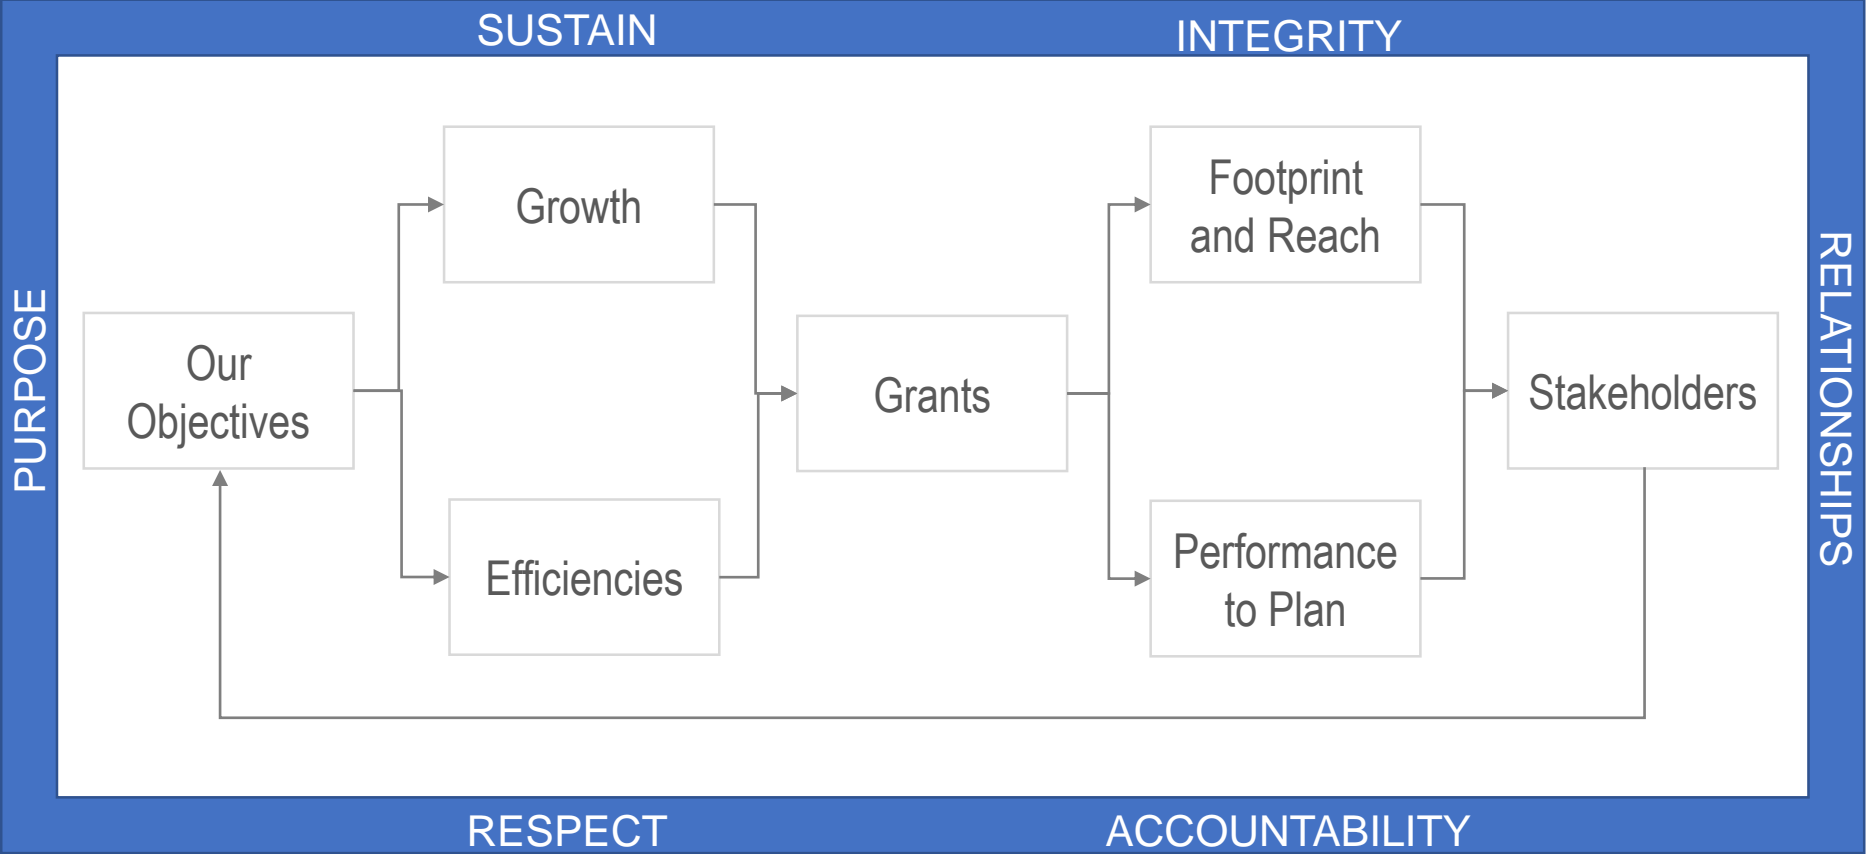 SUSTAIN
INTEGRITY
PURPOSE
Our
Objectives
Growth
Efficiencies
Grants
Footprint
and Reach
Performance
to Plan
Stakeholders
RELATIONSHIPS
RESPECT
ACCOUNTABILITY